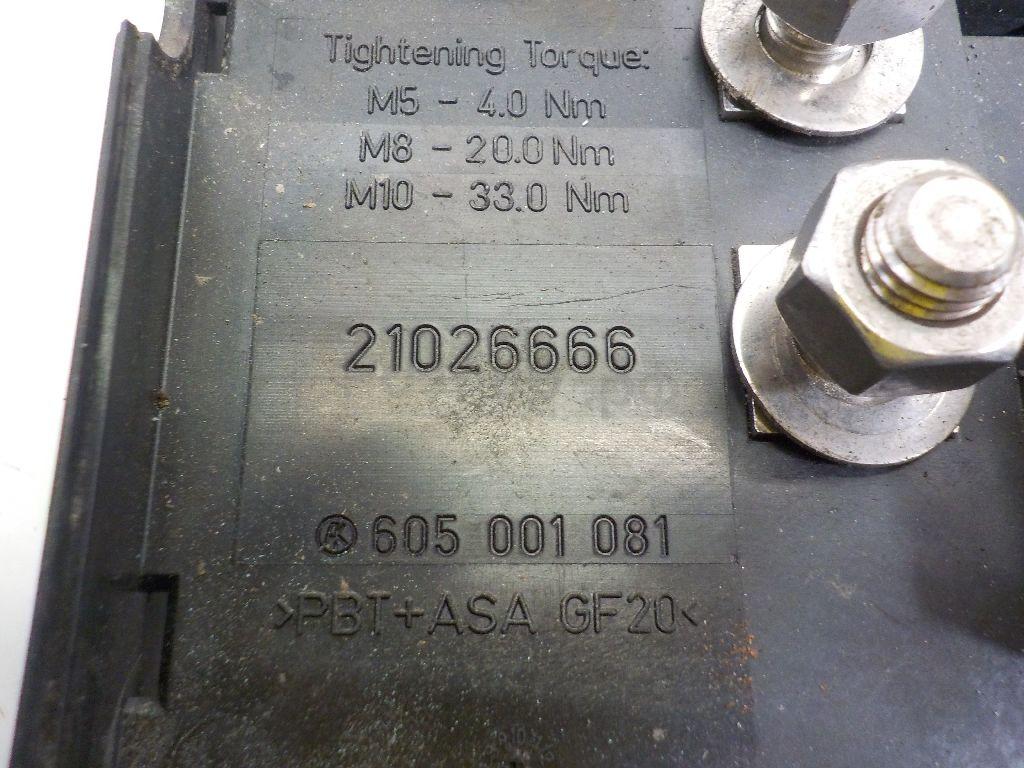 Tightening Torque:
M5 - 4.0 Nm
M8 - 20.0 Nm
M10 - 33.0 Nm
21026666
AK 605 001 081
>PBT+ASA GF20<